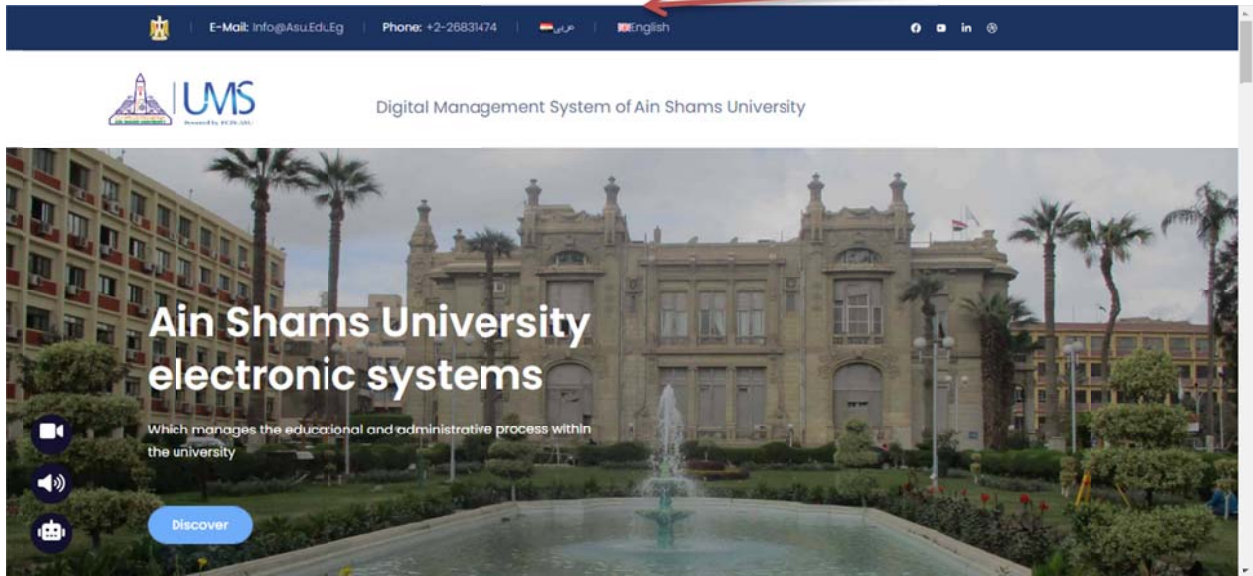 E-Mail: Info@Asu.Edu.Eg | Phone: +2-26831474 | عربى | English
UMS
Digital Management System of Ain Shams University
Ain Shams University
electronic systems
Which manages the educational and administrative process within
the university
Discover